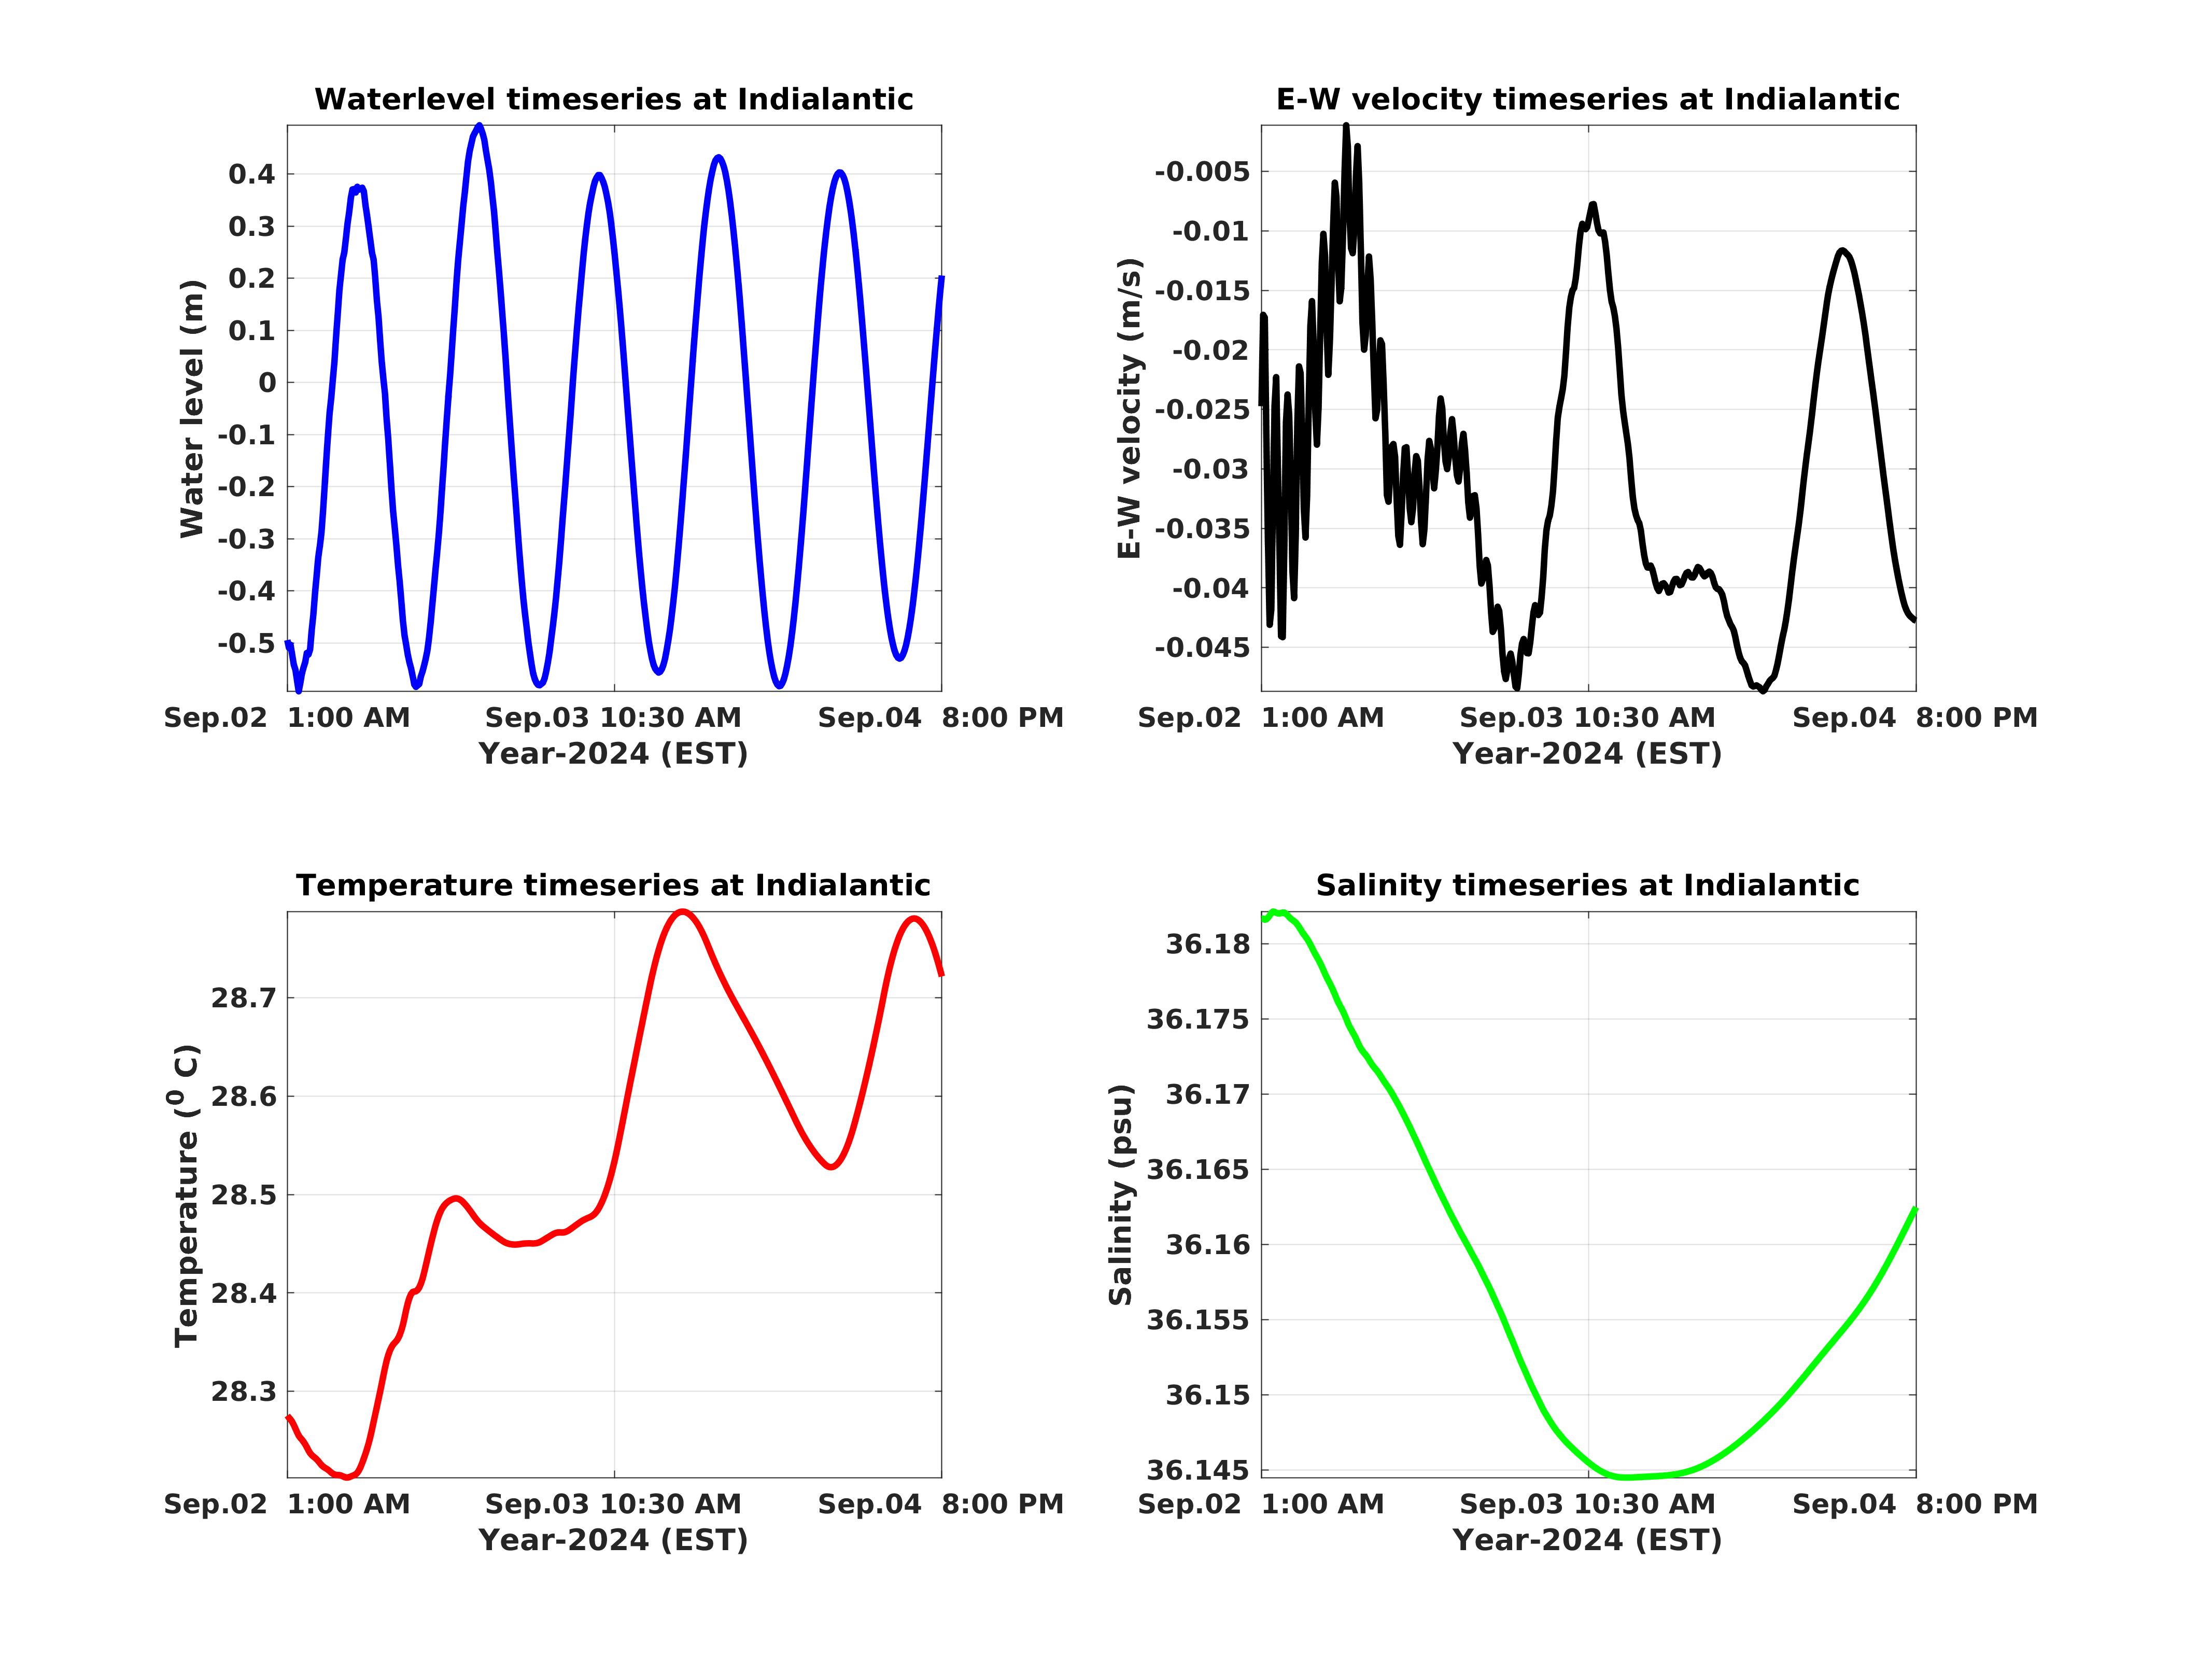 Waterlevel timeseries at Indialantic
Water level (m)
0.4
0.3
0.2
0.1
0
-0.1
-0.2
-0.3
-0.4
-0.5
Sep.02 1:00 AM Sep.03 10:30 AM Sep.04 8:00 PM
Year-2024 (EST)
E-W velocity timeseries at Indialantic
E-W velocity (m/s)
-0.005
-0.01
-0.015
-0.02
-0.025
-0.03
-0.035
-0.04
-0.045
Sep.02 1:00 AM Sep.03 10:30 AM Sep.04 8:00 PM
Year-2024 (EST)
Temperature timeseries at Indialantic
Temperature (⁰ C)
28.7
28.6
28.5
28.4
28.3
Sep.02 1:00 AM Sep.03 10:30 AM Sep.04 8:00 PM
Year-2024 (EST)
Salinity timeseries at Indialantic
Salinity (psu)
36.18
36.175
36.17
36.165
36.16
36.155
36.15
36.145
Sep.02 1:00 AM Sep.03 10:30 AM Sep.04 8:00 PM
Year-2024 (EST)